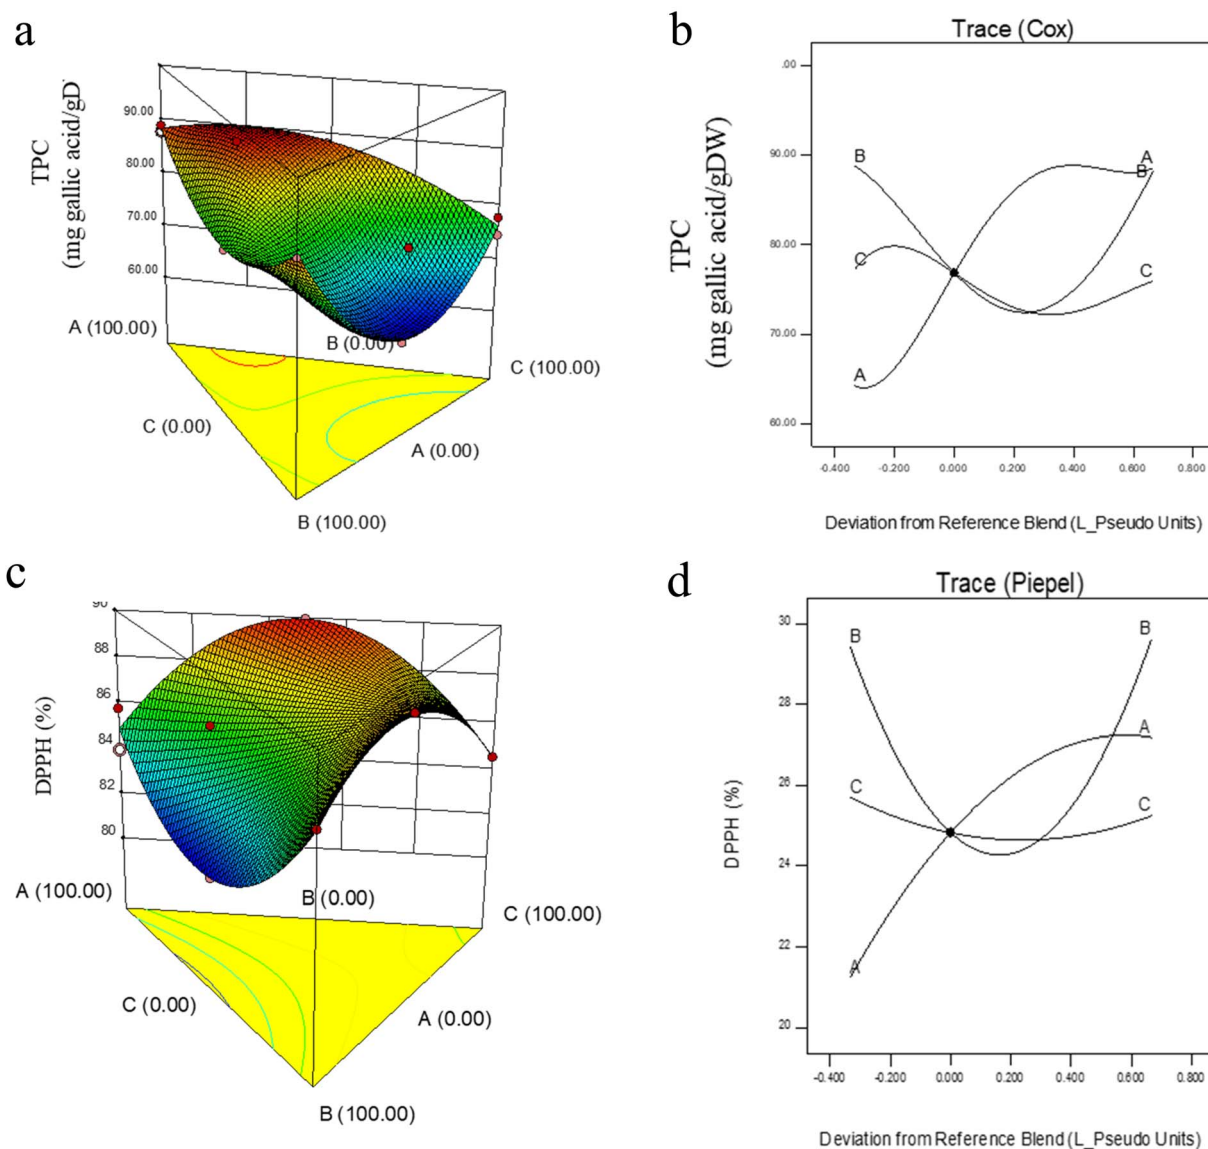 a
TPC
(mg gallic acid/gD
90.00
80.00
70.00
60.00
A (100.00)
B (0.00)
C (100.00)
C (0.00)
A (0.00)
B (100.00)
b
Trace (Cox)
TPC
(mg gallic acid/gDW)
.00
90.00
80.00
70.00
60.00
B
C
A
A
B
C
-0.400 -0.200 0.000 0.200 0.400 0.600 0.800
Deviation from Reference Blend (L_Pseudo Units)
c
DPPH (%)
90
88
86
84
82
80
A (100.00)
B (0.00)
C (100.00)
C (0.00)
A (0.00)
B (100.00)
d
Trace (Piepel)
DPPH (%)
30
28
26
24
22
20
B
C
A
B
A
C
-0.400 -0.200 0.000 0.200 0.400 0.600 0.800
Deviation from Reference Blend (L_Pseudo Units)